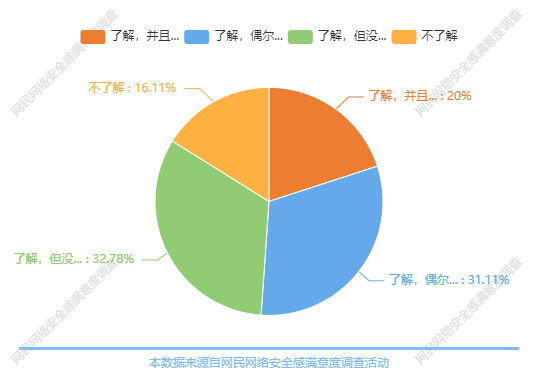 网民网络安全感满意度调查
网民网络安全感满意度调查
了解，并且... 了解，偶尔... 了解，但没... 不了解
不了解 : 16.11%
了解，并且... : 20%
了解，但没... : 32.78%
了解，偶尔... : 31.11%
网民网络安全感满意度调查
网民网络安全感满意度调查
本数据来源自网民网络安全感满意度调查活动